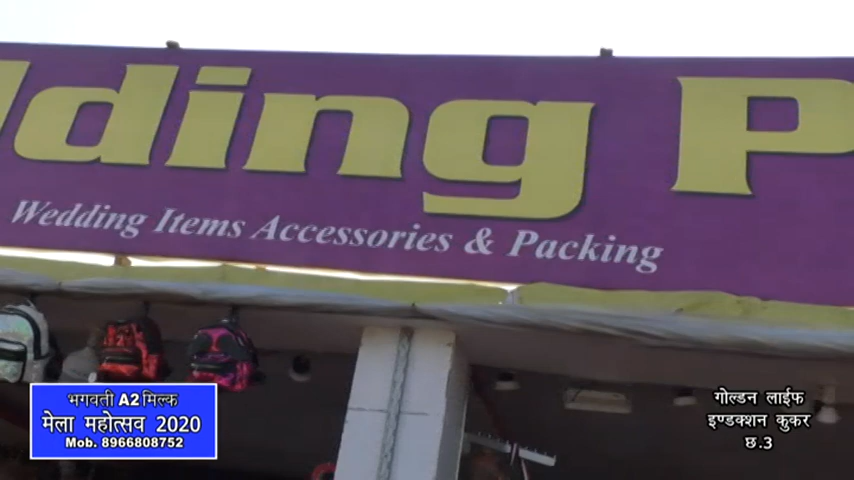 dding P
Wedding Items Accessories & Packing
भगवती A2 मिल्क
मेला महोत्सव 2020
Mob. 8966808752
गोल्डन लाईफ
इण्डक्शन कुकर
छ.3